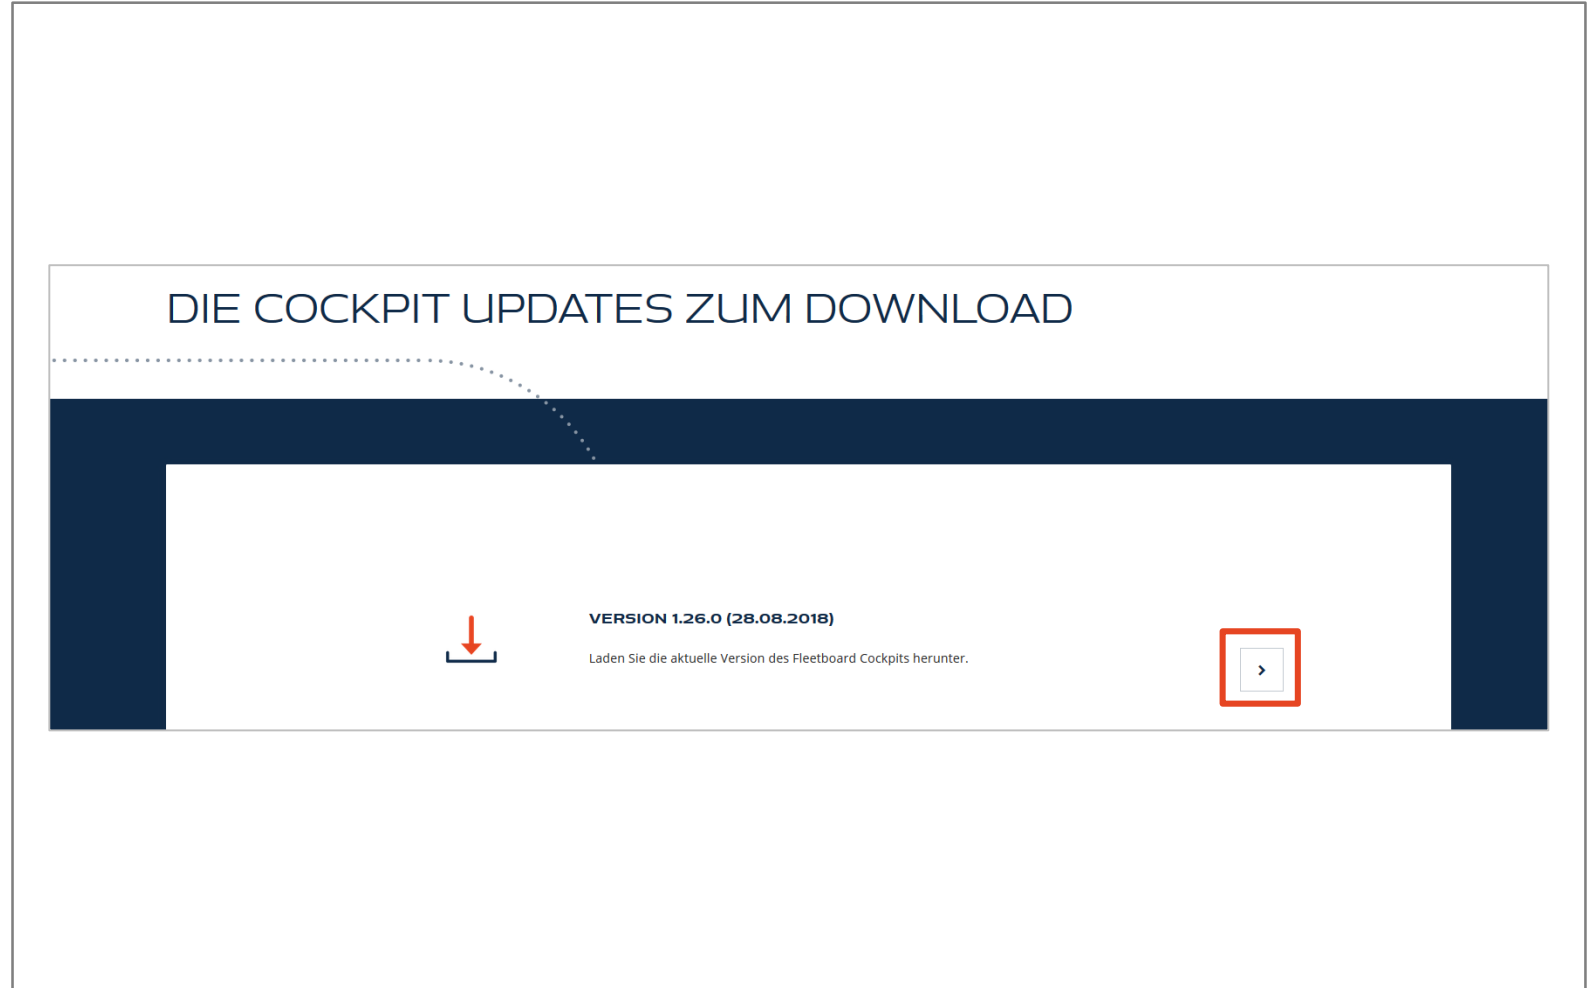 DIE COCKPIT UPDATES ZUM DOWNLOAD
VERSION 1.26.0 (28.08.2018)
Laden Sie die aktuelle Version des Fleetboard Cockpits herunter.